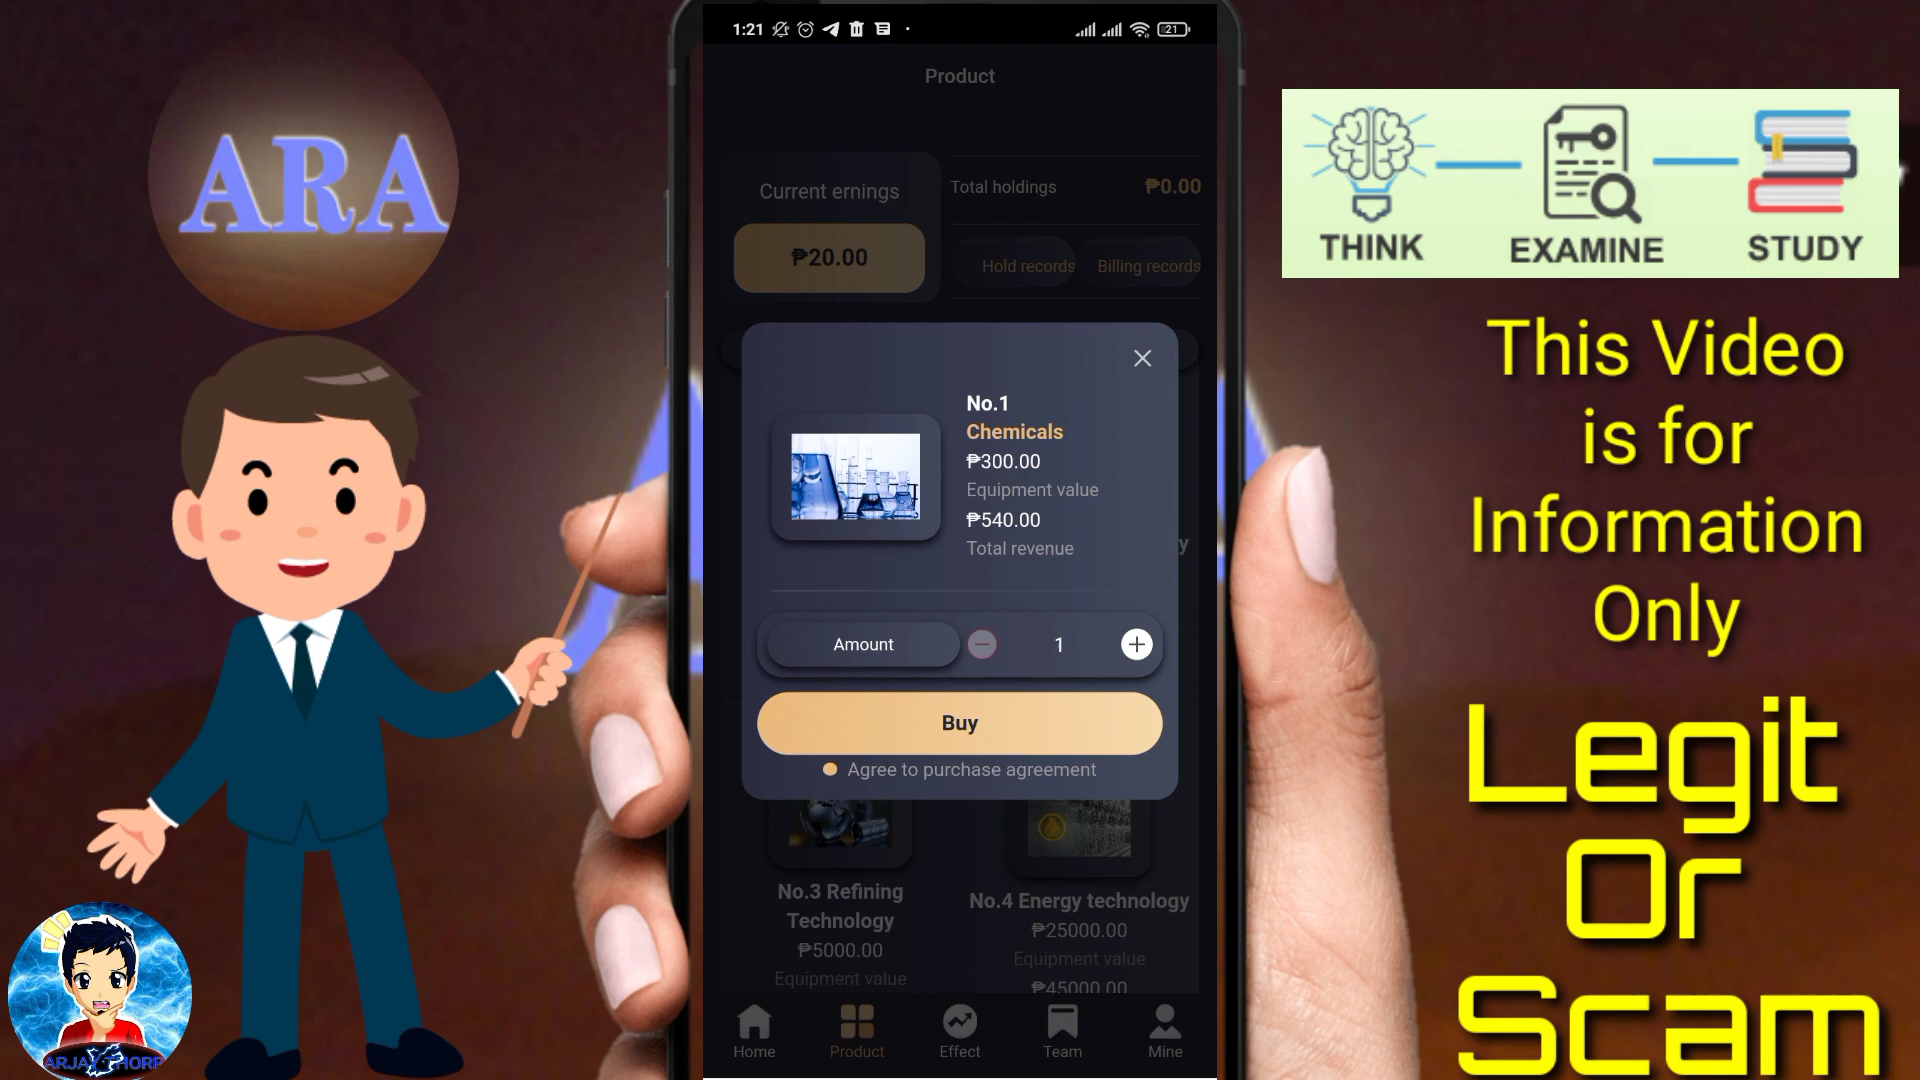 ARA
1:21
21
Product
Current ernings
₱20.00
Total holdings
₱0.00
Hold records
Billing records
No.1
Chemicals
₱300.00
Equipment value
₱540.00
Total revenue
y
Amount
1
Buy
Agree to purchase agreement
No.3 Refining
Technology
₱5000.00
Equipment value
No.4 Energy technology
₱25000.00
Equipment value
₱45000.00
Home
Product
Effect
Team
Mine
THINK
EXAMINE
STUDY
This Video
is for
Information
Only
Legit
Or
Scam